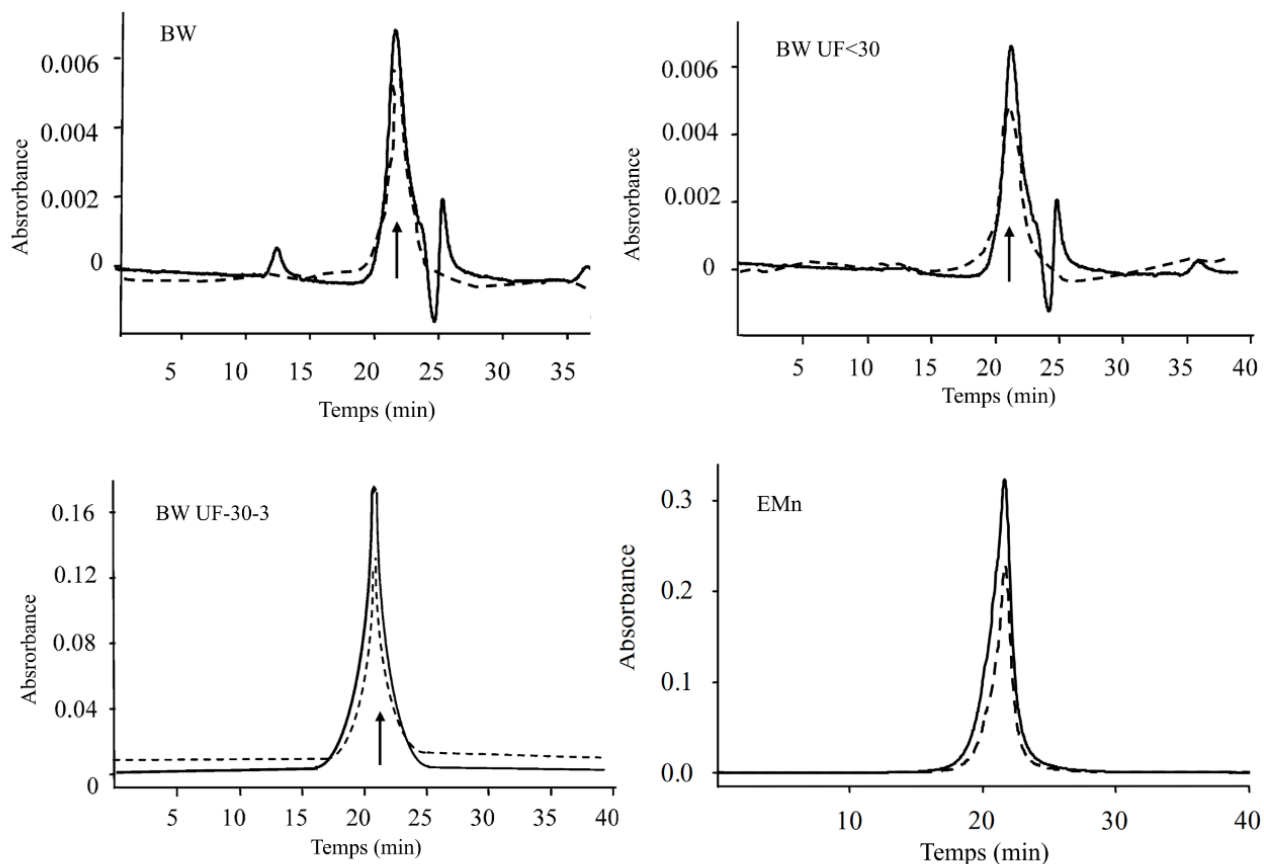 BW
0.006
0.004
0.002
0
Absrorbance
5 10 15 20 25 30 35
Temps (min)
BW UF<30
0.006
0.004
0.002
0
Absrorbance
5 10 15 20 25 30 35 40
Temps (min)
BW UF-30-3
0.16
0.12
0.08
0.04
0
Absrorbance
5 10 15 20 25 30 35 40
Temps (min)
EMn
0.3
0.2
0.1
0.0
Absorbance
10 20 30 40
Temps (min)